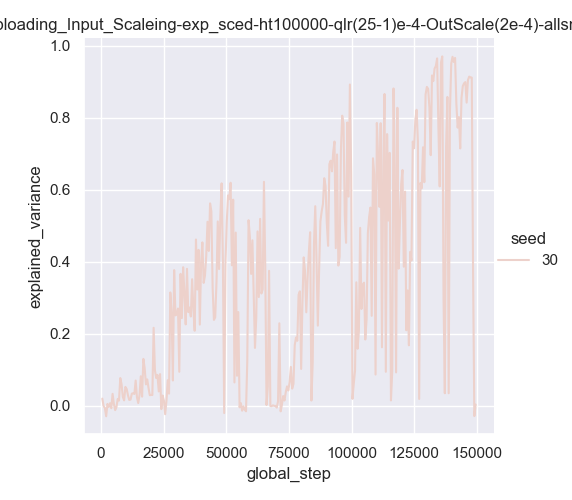 ploading_Input_Scaleing-exp_sced-ht100000-qlr(25-1)e-4-OutScale(2e-4)-allsr
1.0
0.8
0.6
0.4
0.2
0.0
explained_variance
seed
30
0 25000 50000 75000 100000 125000 150000
global_step